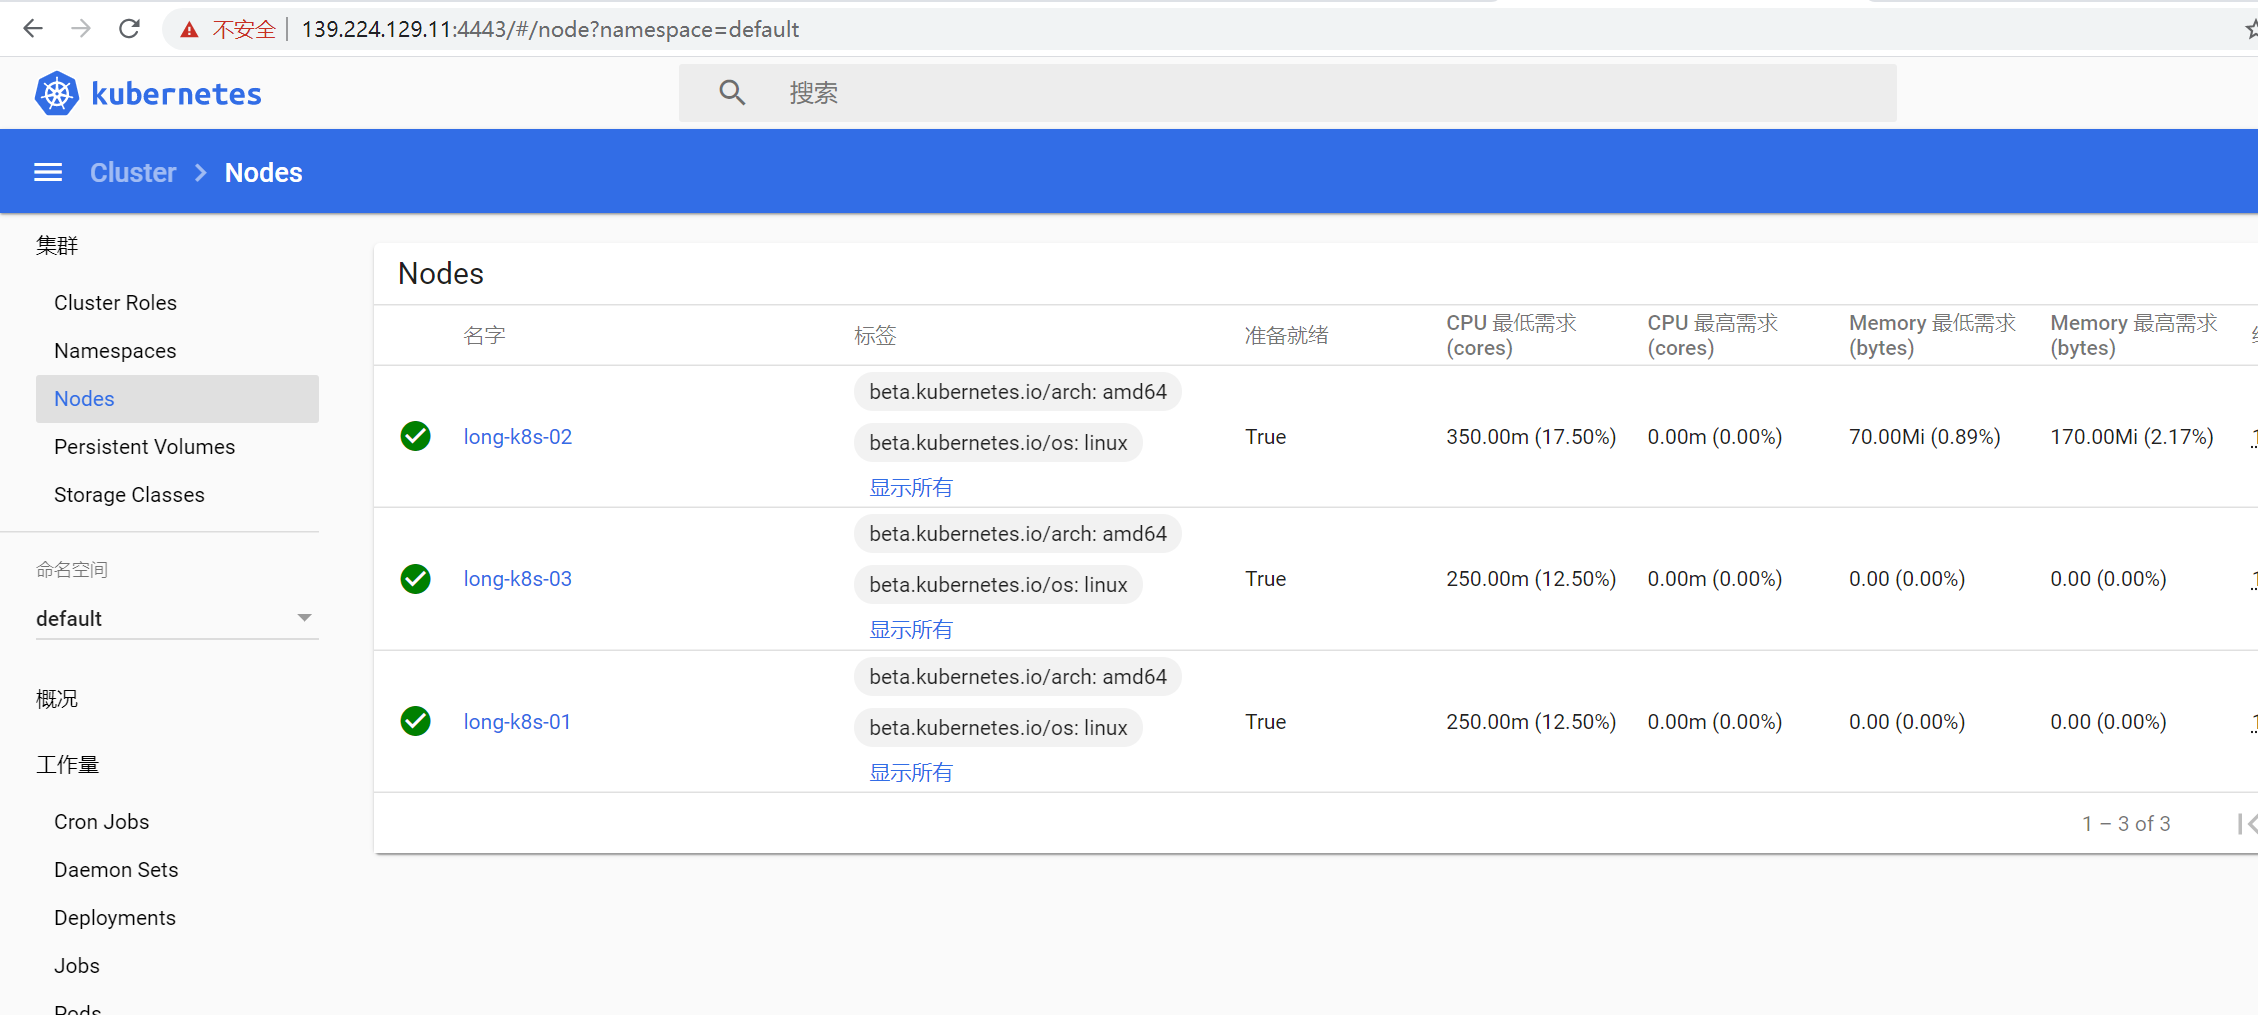 不安全 139.224.129.11:4443/#/node?namespace=default
kubernetes
搜索
Cluster > Nodes
集群
Cluster Roles
Namespaces
Nodes
Persistent Volumes
Storage Classes
命名空间
default
概况
工作量
Cron Jobs
Daemon Sets
Deployments
Jobs
Pods
Nodes
名字 标签 准备就绪 CPU 最低需求 (cores) CPU 最高需求 (cores) Memory 最低需求 (bytes) Memory 最高需求 (bytes)
beta.kubernetes.io/arch: amd64
long-k8s-02 beta.kubernetes.io/os: linux True 350.00m (17.50%) 0.00m (0.00%) 70.00Mi (0.89%) 170.00Mi (2.17%)
显示所有
beta.kubernetes.io/arch: amd64
long-k8s-03 beta.kubernetes.io/os: linux True 250.00m (12.50%) 0.00m (0.00%) 0.00 (0.00%) 0.00 (0.00%)
显示所有
beta.kubernetes.io/arch: amd64
long-k8s-01 beta.kubernetes.io/os: linux True 250.00m (12.50%) 0.00m (0.00%) 0.00 (0.00%) 0.00 (0.00%)
显示所有
1 – 3 of 3